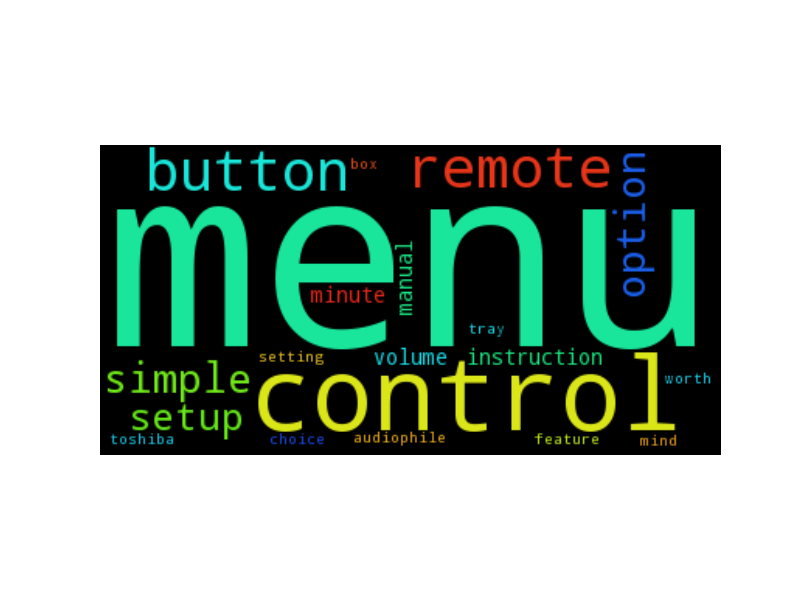 button box remote option
menu
minute manual
tray
setting volume instruction
simple control worth
setup
toshiba choice audiophile feature mind